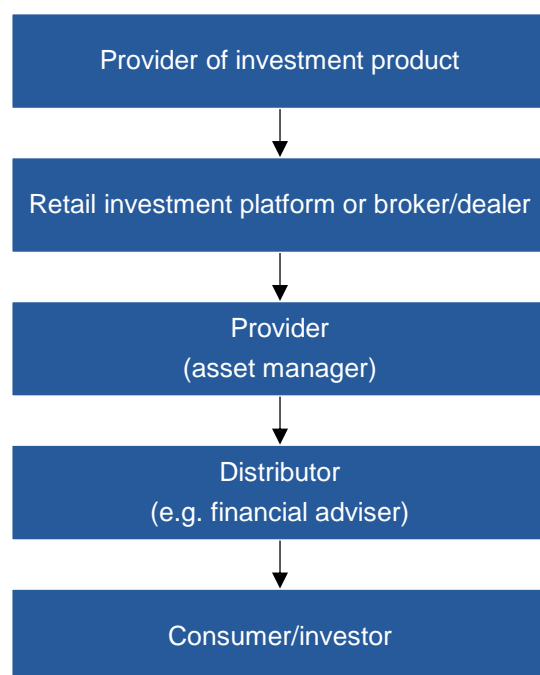 Provider of investment product
Retail investment platform or broker/dealer
Provider
(asset manager)
Distributor
(e.g. financial adviser)
Consumer/investor